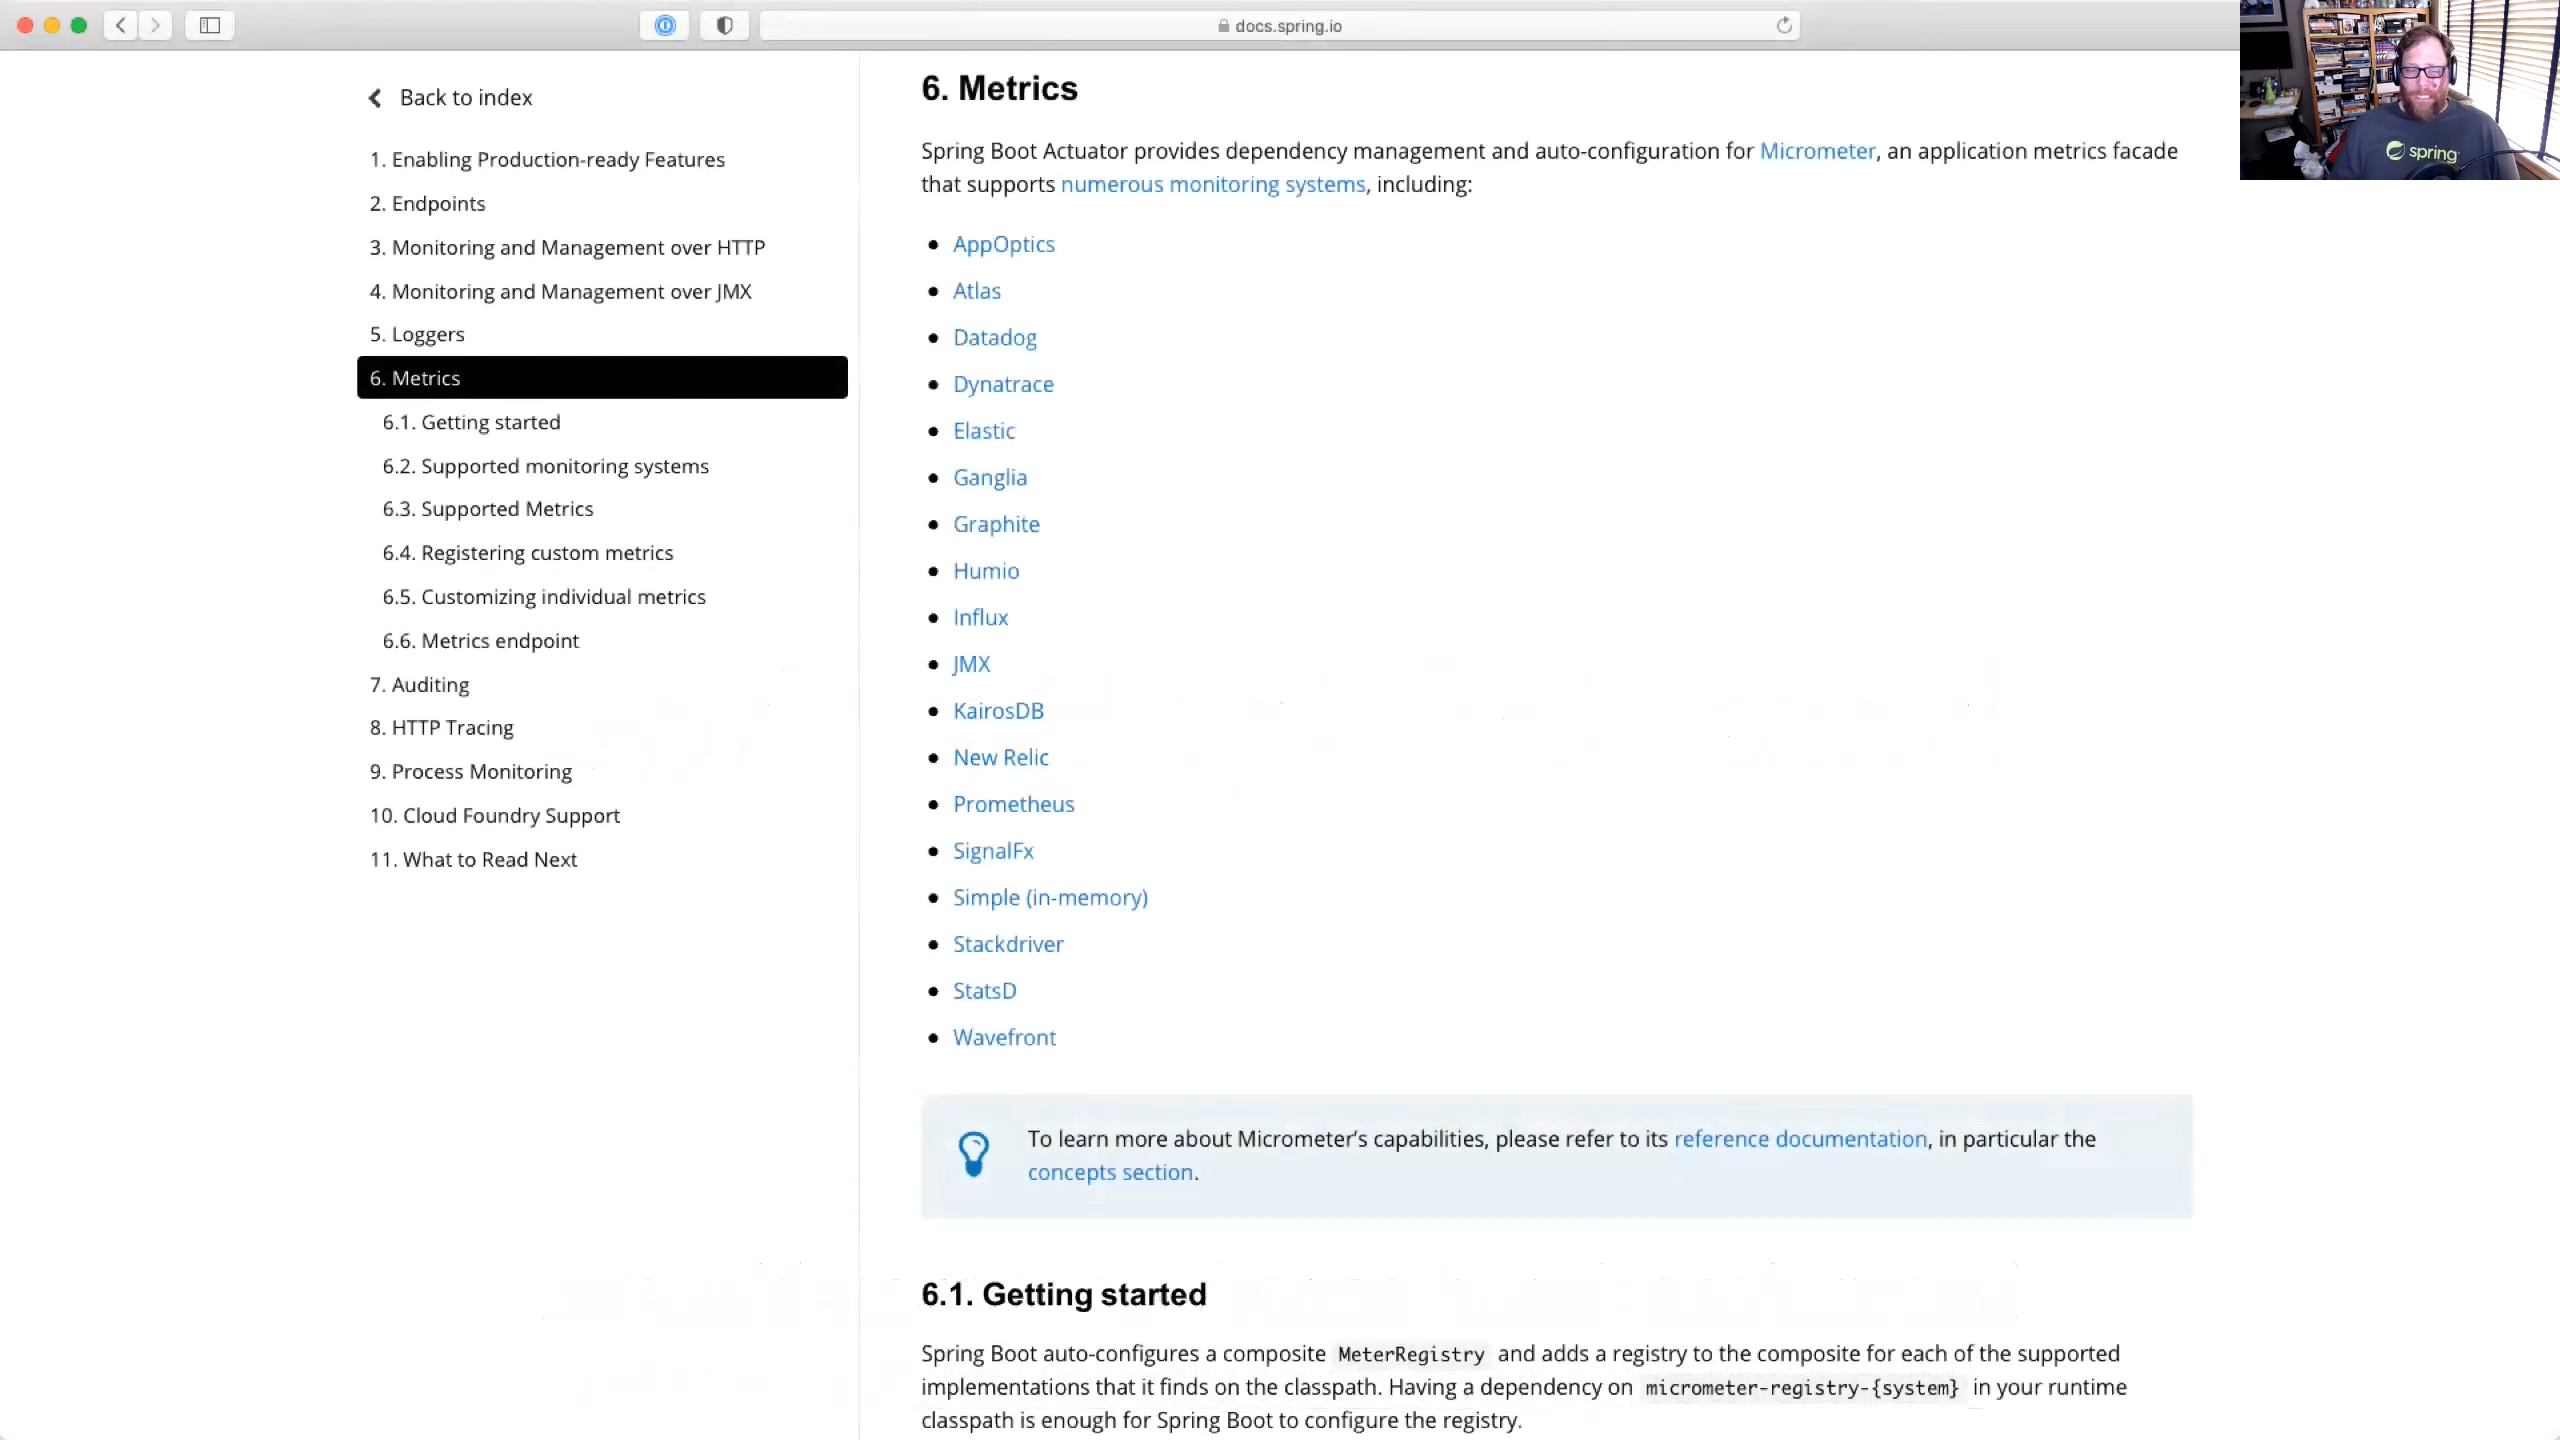 docs.spring.io
spring
Back to index
1. Enabling Production-ready Features
2. Endpoints
3. Monitoring and Management over HTTP
4. Monitoring and Management over JMX
5. Loggers
6. Metrics
6.1. Getting started
6.2. Supported monitoring systems
6.3. Supported Metrics
6.4. Registering custom metrics
6.5. Customizing individual metrics
6.6. Metrics endpoint
7. Auditing
8. HTTP Tracing
9. Process Monitoring
10. Cloud Foundry Support
11. What to Read Next
6. Metrics
Spring Boot Actuator provides dependency management and auto-configuration for Micrometer, an application metrics facade
that supports numerous monitoring systems, including:
• AppOptics
• Atlas
• Datadog
• Dynatrace
• Elastic
• Ganglia
• Graphite
• Humio
• Influx
• JMX
• KairosDB
• New Relic
• Prometheus
• SignalFx
• Simple (in-memory)
• Stackdriver
• StatsD
• Wavefront
To learn more about Micrometer’s capabilities, please refer to its reference documentation, in particular the
concepts section.
6.1. Getting started
Spring Boot auto-configures a composite MeterRegistry and adds a registry to the composite for each of the supported
implementations that it finds on the classpath. Having a dependency on micrometer-registry-{system} in your runtime
classpath is enough for Spring Boot to configure the registry.